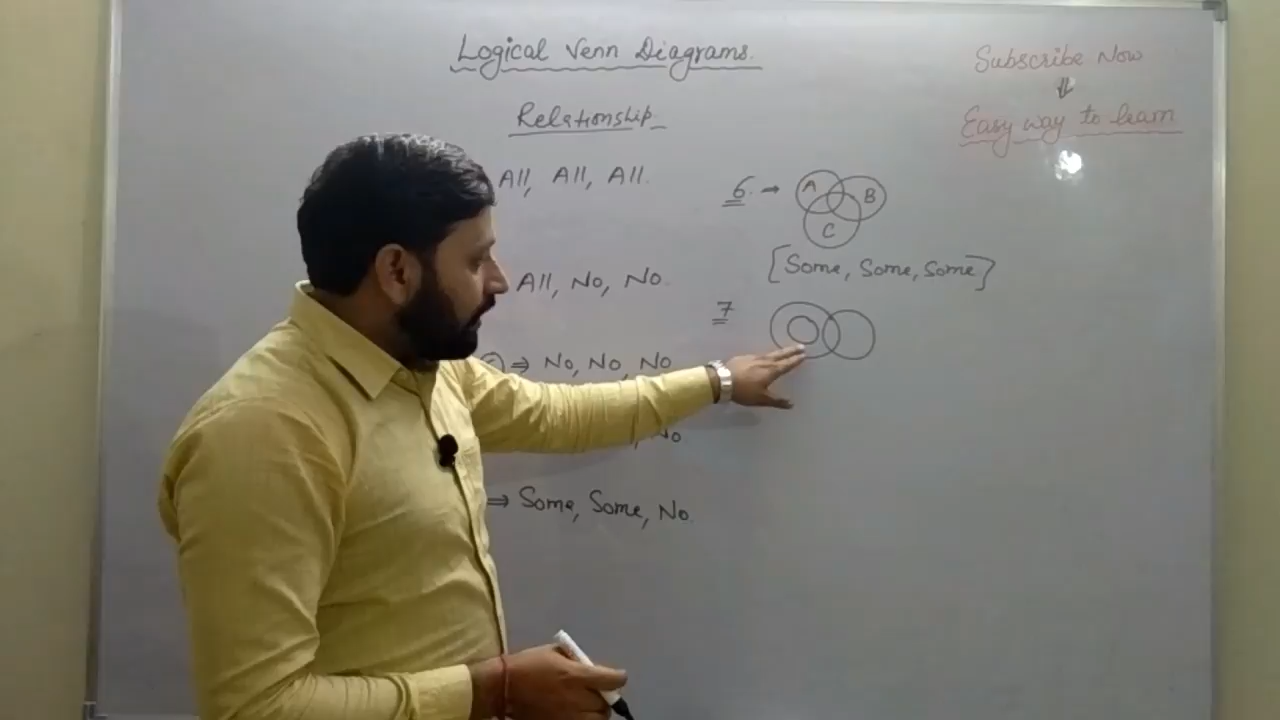 Logical Venn Diagrams.
Relationship
All, All, All.
All, No, No.
⇒ No, No, No
No
⇒ Some, Some, No.
6. → A B C
[Some, Some, Some]
7
Subscribe Now
⇓
Easy way to learn